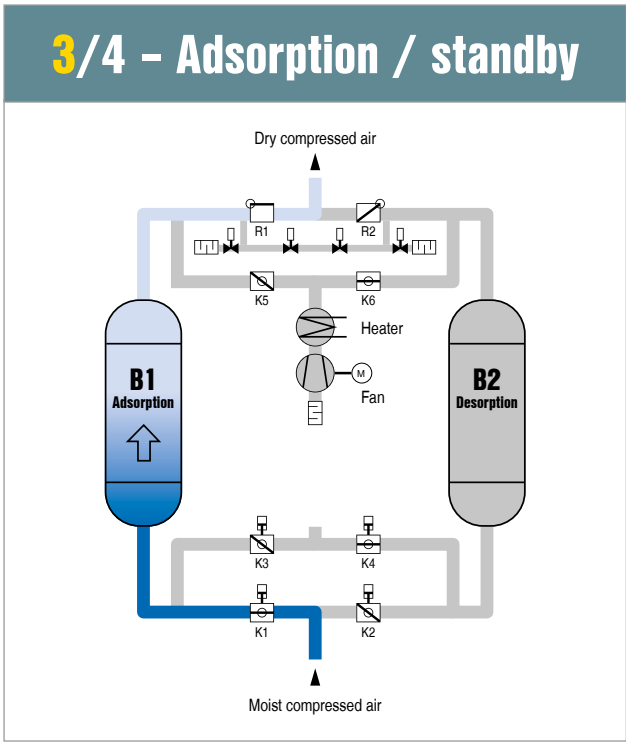 3/4 - Adsorption / standby
Dry compressed air
R1
R2
K5
K6
Heater
B1
Adsorption
M
Fan
B2
Desorption
K3
K4
K1
K2
Moist compressed air